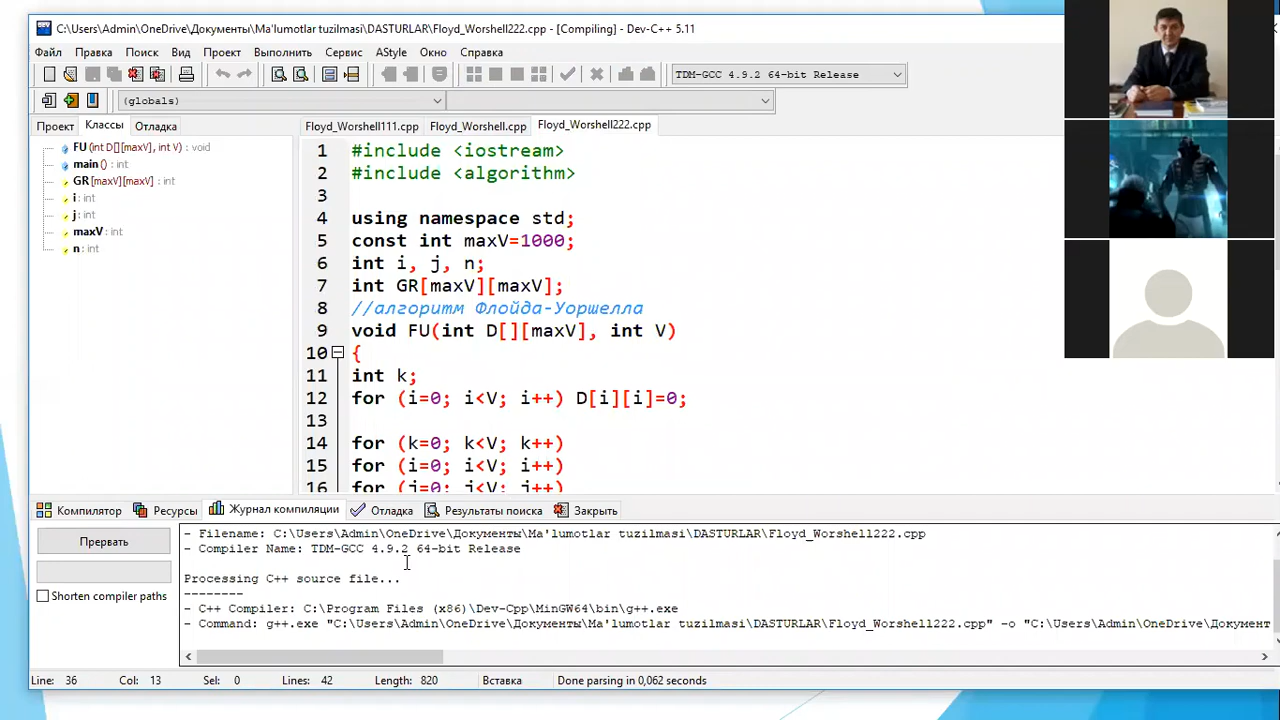 C:\Users\Admin\OneDrive\Документы\Ma'lumotlar tuzilmasi\DASTURLAR\Floyd_Worshell222.cpp - [Compiling] - Dev-C++ 5.11
Файл Правка Поиск Вид Проект Выполнить Сервис AStyle Окно Справка
TDM-GCC 4.9.2 64-bit Release
(globals)
Проект Классы Отладка
Floyd_Worshell111.cpp Floyd_Worshell.cpp Floyd_Worshell222.cpp
FU (int D[][maxV], int V) : void
main () : int
GR [maxV][maxV] : int
i : int
j : int
maxV : int
n : int
1 #include <iostream>
2 #include <algorithm>
3
4 using namespace std;
5 const int maxV=1000;
6 int i, j, n;
7 int GR[maxV][maxV];
8 //алгоритм Флойда-Уоршелла
9 void FU(int D[][maxV], int V)
10 {
11 int k;
12 for (i=0; i<V; i++) D[i][i]=0;
13
14 for (k=0; k<V; k++)
15 for (i=0; i<V; i++)
16 for (j=0; j<V; j++)
Компилятор Ресурсы Журнал компиляции Отладка Результаты поиска Закрыть
Прервать
Shorten compiler paths
- Filename: C:\Users\Admin\OneDrive\Документы\Ma'lumotlar tuzilmasi\DASTURLAR\Floyd_Worshell222.cpp
- Compiler Name: TDM-GCC 4.9.2 64-bit Release
Processing C++ source file...
--------
- C++ Compiler: C:\Program Files (x86)\Dev-Cpp\MinGW64\bin\g++.exe
- Command: g++.exe "C:\Users\Admin\OneDrive\Документы\Ma'lumotlar tuzilmasi\DASTURLAR\Floyd_Worshell222.cpp" -o "C:\Users\Admin\OneDrive\Документ
Line: 36 Col: 13 Sel: 0 Lines: 42 Length: 820 Вставка Done parsing in 0,062 seconds